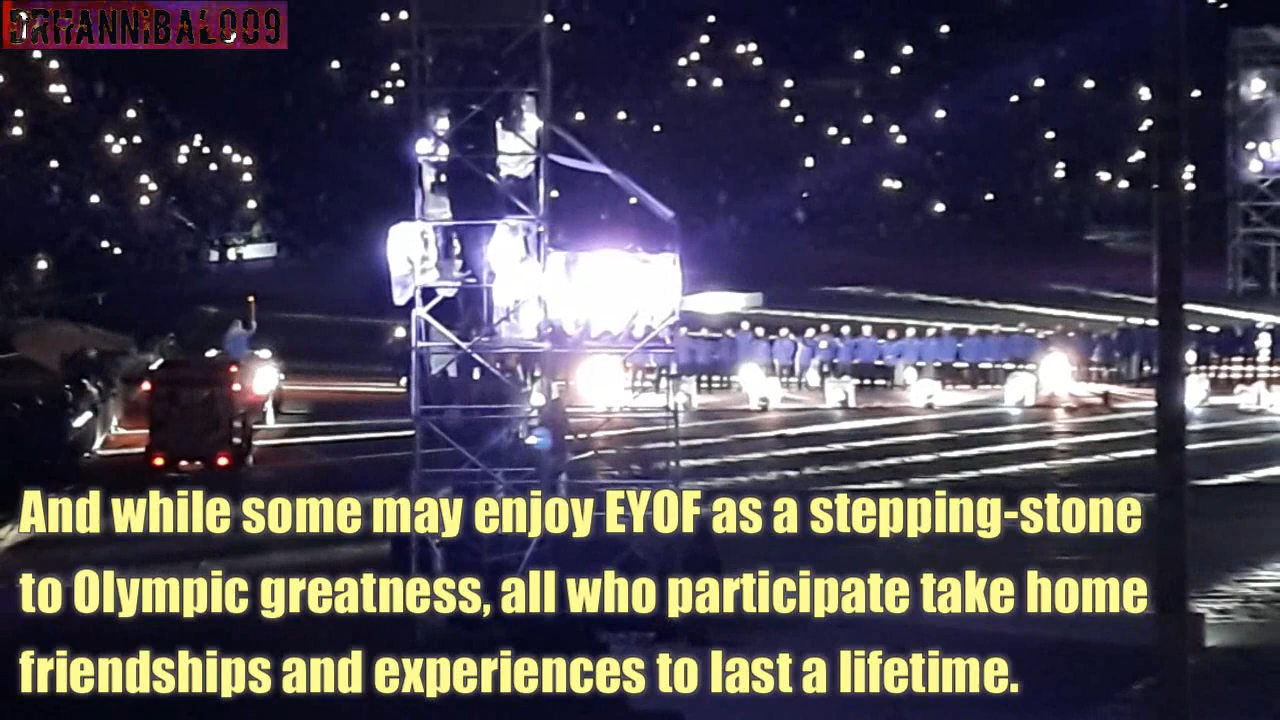 DRHANNiBAL009
And while some may enjoy EYOF as a stepping-stone
to Olympic greatness, all who participate take home
friendships and experiences to last a lifetime.